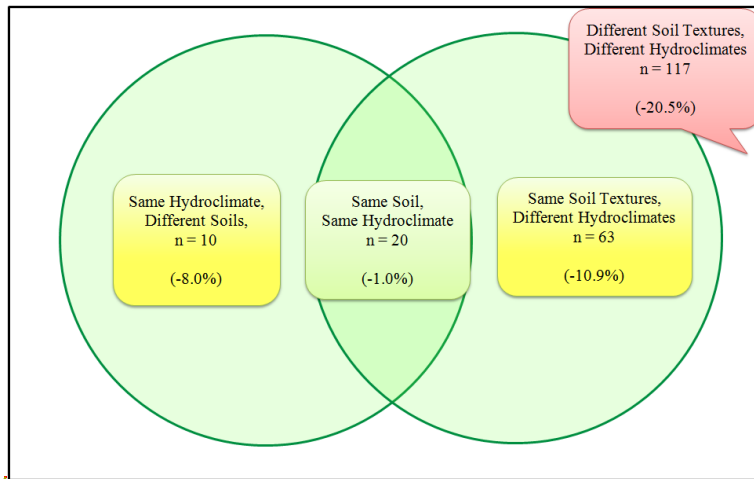 Different Soil Textures,
Different Hydroclimates
n = 117
(-20.5%)
Same Hydroclimate,
Different Soils,
n = 10
(-8.0%)
Same Soil,
Same Hydroclimate
n = 20
(-1.0%)
Same Soil Textures,
Different Hydroclimates
n = 63
(-10.9%)